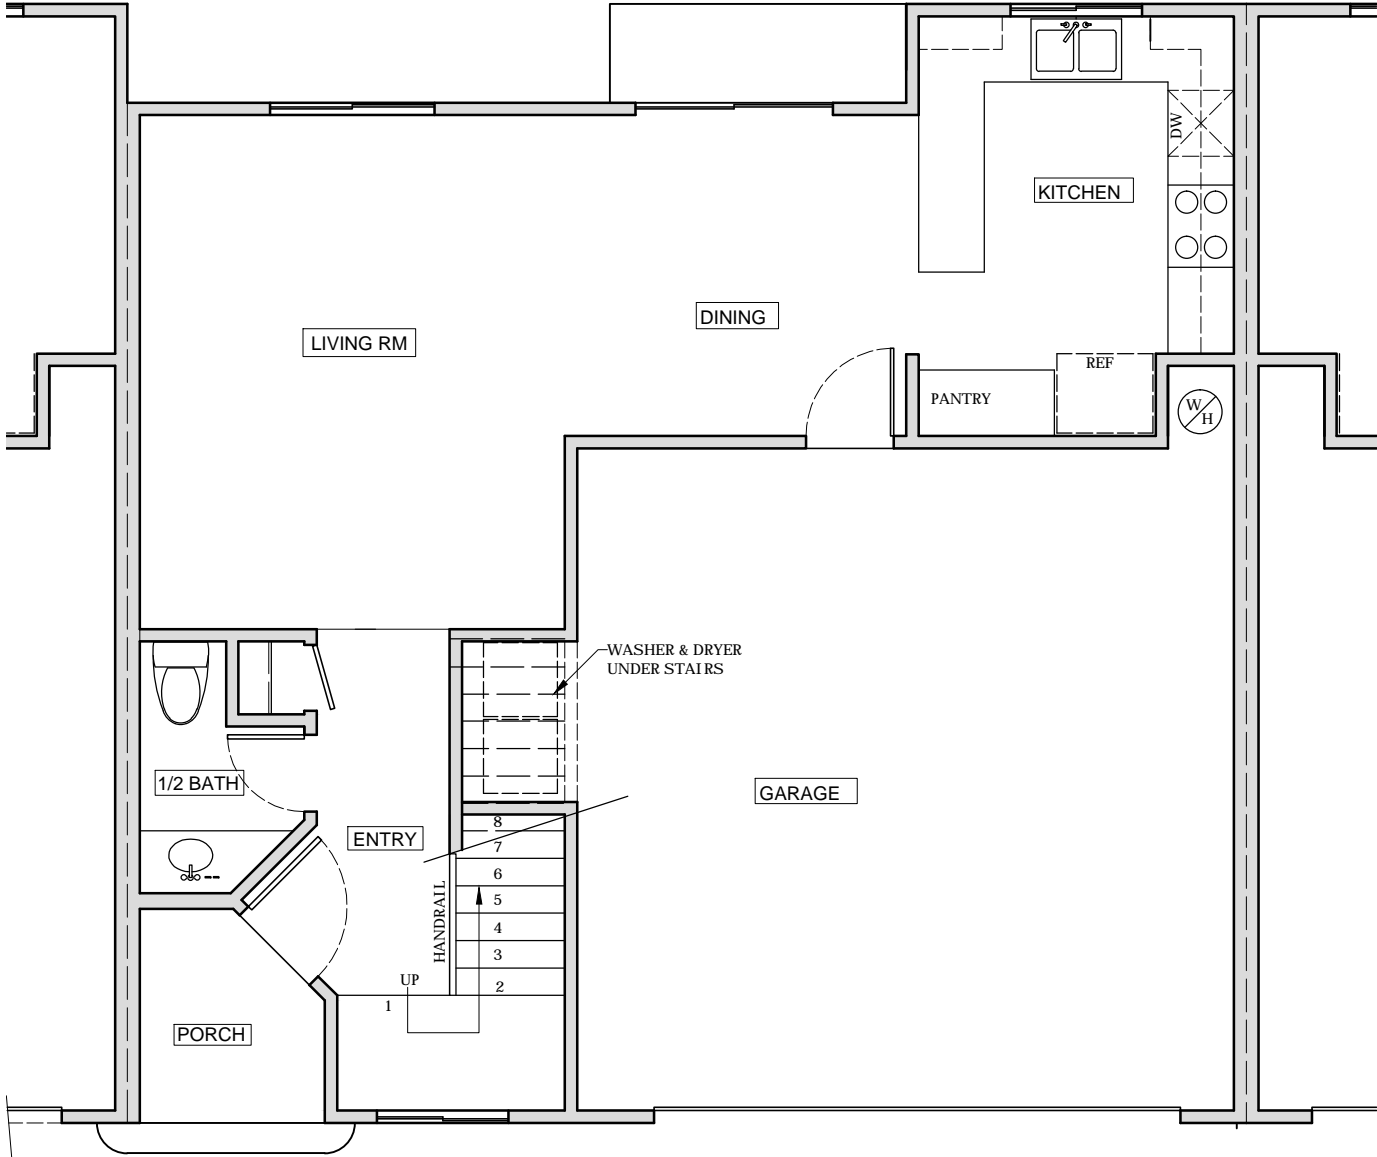 DW
KITCHEN
DINING
LIVING RM
REF
PANTRY
W
H
WASHER & DRYER
UNDER STAIRS
1/2 BATH
GARAGE
ENTRY
8
7
6
5
4
3
2
HANDRAIL
UP
1
PORCH